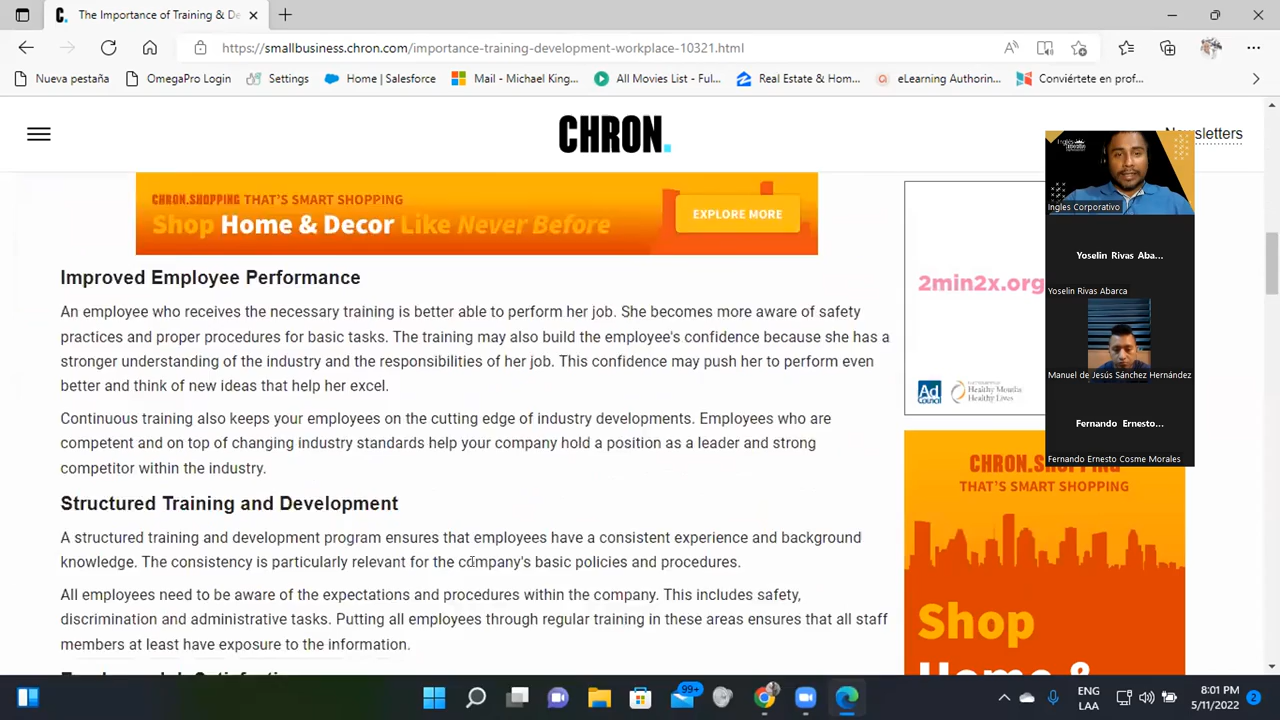 The Importance of Training & De
https://smallbusiness.chron.com/importance-training-development-workplace-10321.html
Nueva pestaña
OmegaPro Login
Settings
Home | Salesforce
Mail - Michael King...
All Movies List - Ful...
Real Estate & Hom...
eLearning Authorin...
Conviértete en prof...
CHRON.
sletters
CHRON.SHOPPING THAT'S SMART SHOPPING
Shop Home & Decor Like Never Before
EXPLORE MORE
Improved Employee Performance
An employee who receives the necessary training is better able to perform her job. She becomes more aware of safety
practices and proper procedures for basic tasks. The training may also build the employee's confidence because she has a
stronger understanding of the industry and the responsibilities of her job. This confidence may push her to perform even
better and think of new ideas that help her excel.
Continuous training also keeps your employees on the cutting edge of industry developments. Employees who are
competent and on top of changing industry standards help your company hold a position as a leader and strong
competitor within the industry.
Structured Training and Development
A structured training and development program ensures that employees have a consistent experience and background
knowledge. The consistency is particularly relevant for the company's basic policies and procedures.
All employees need to be aware of the expectations and procedures within the company. This includes safety,
discrimination and administrative tasks. Putting all employees through regular training in these areas ensures that all staff
members at least have exposure to the information.
2min2x.org
Ad
Council
Healthy Mouths
Healthy Lives
CHRON.SHOPPING
THAT'S SMART SHOPPING
Shop
Home &
Ingles Corporativo
Yoselin Rivas Aba...
Yoselin Rivas Abarca
Manuel de Jesús Sánchez Hernández
Fernando Ernesto...
Fernando Ernesto Cosme Morales
99+
ENG
LAA
8:01 PM
5/11/2022
2